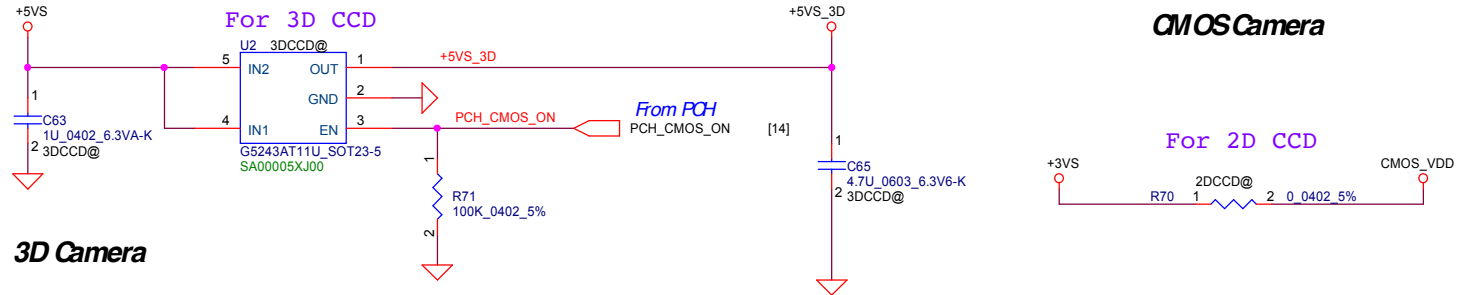 +5VS
For 3D CCD
+5VS_3D
CMOS Camera
U2 3DCCD@
5 IN2 OUT 1 +5VS_3D
GND 2
4 IN1 EN 3 PCH_CMOS_ON
From PCH
PCH_CMOS_ON [14]
G5243AT11U_SOT23-5
SA00005XJ00
1
C63
1U_0402_6.3VA-K
2 3DCCD@
1
R71
100K_0402_5%
2
1
C65
4.7U_0603_6.3V6-K
2 3DCCD@
For 2D CCD
+3VS
CMOS_VDD
2DCCD@
R70 1 2 0_0402_5%
3D Camera